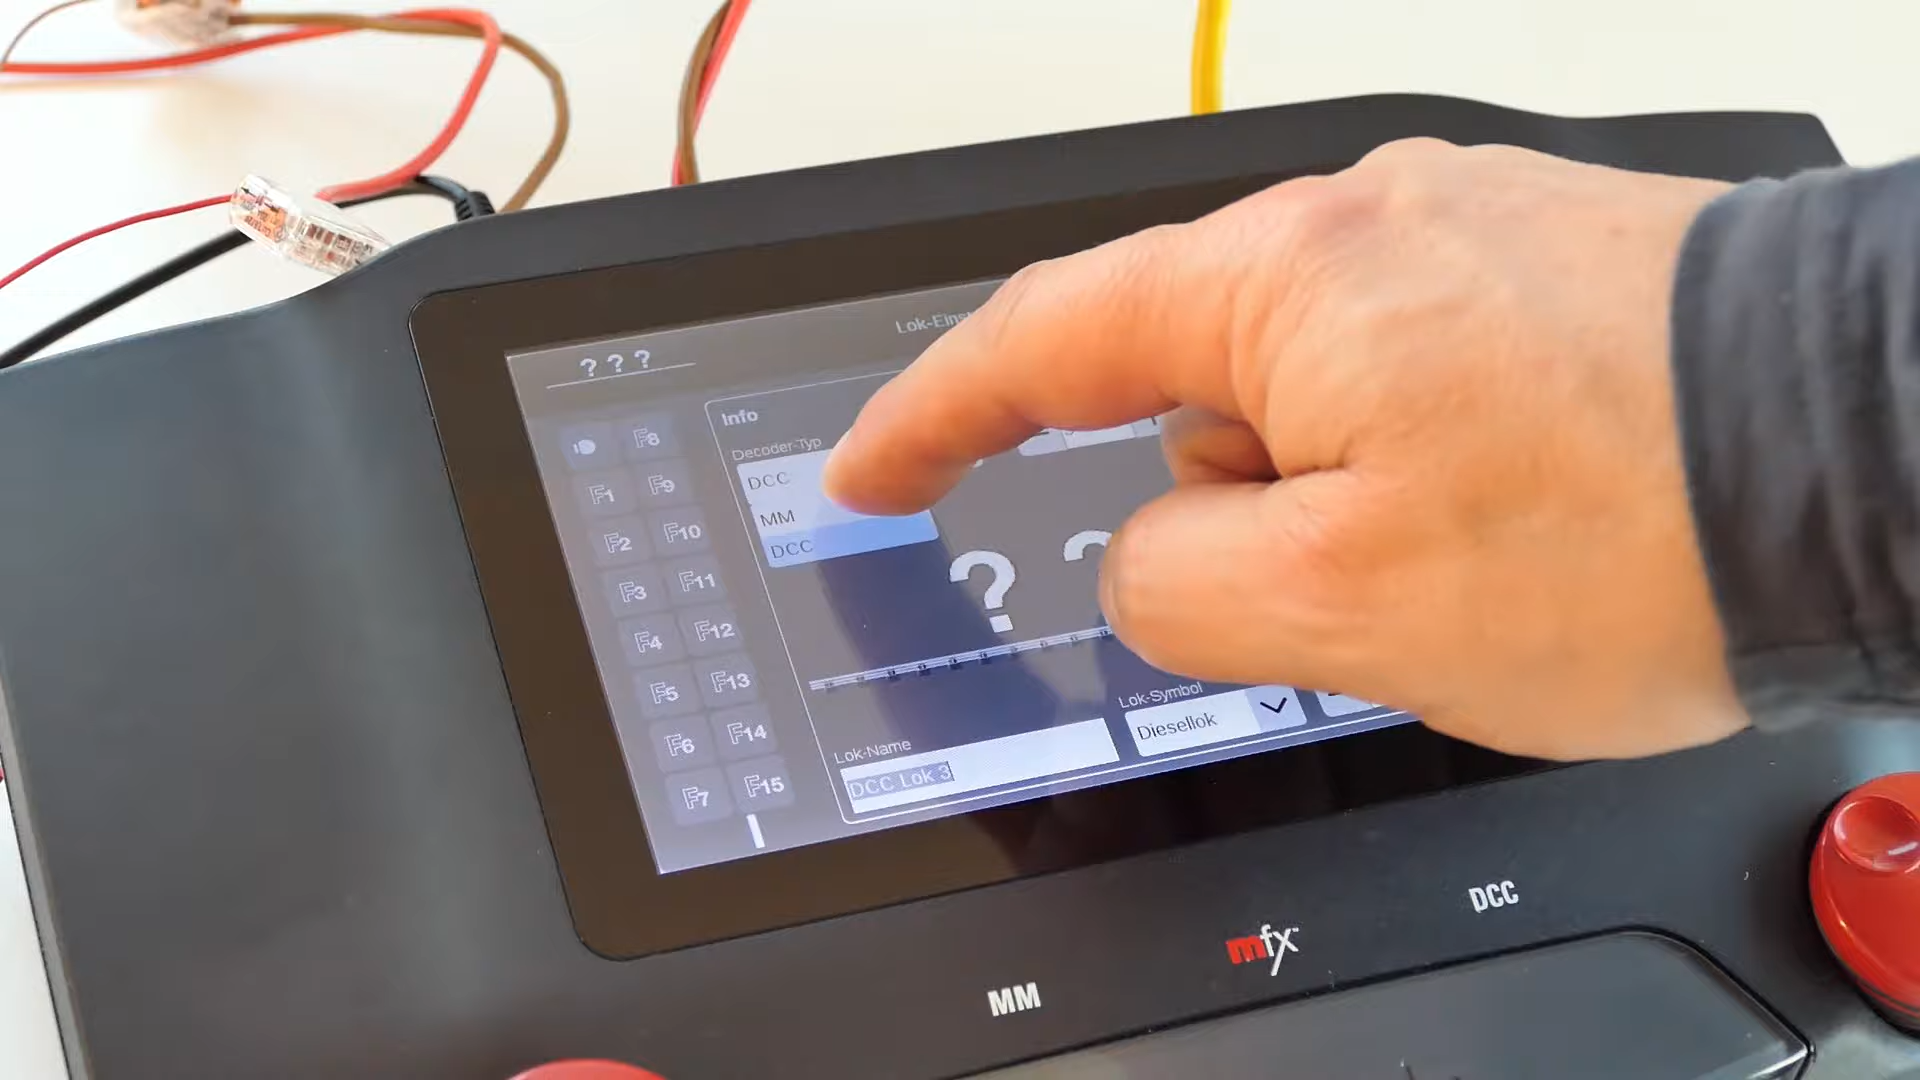 Lok-Eins
? ? ?
Info
Decoder-Typ
DCC
MM
DCC
F8
F1 F9
F2 F10
F3 F11
F4 F12
F5 F13
F6 F14
F7 F15
? ?
Lok-Symbol
Diesellok
Lok-Name
DCC Lok 3
MM
mfx
DCC